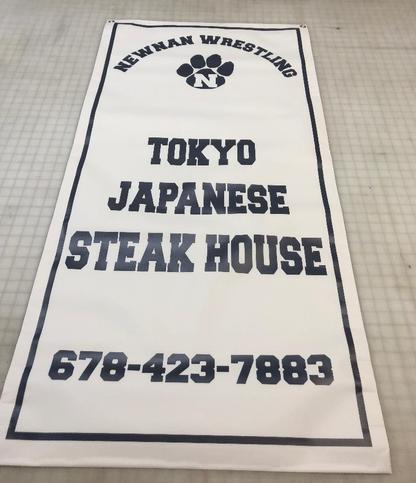 NEWNAN WRESTLING
N
TOKYO
JAPANESE
STEAK HOUSE
678-423-7883